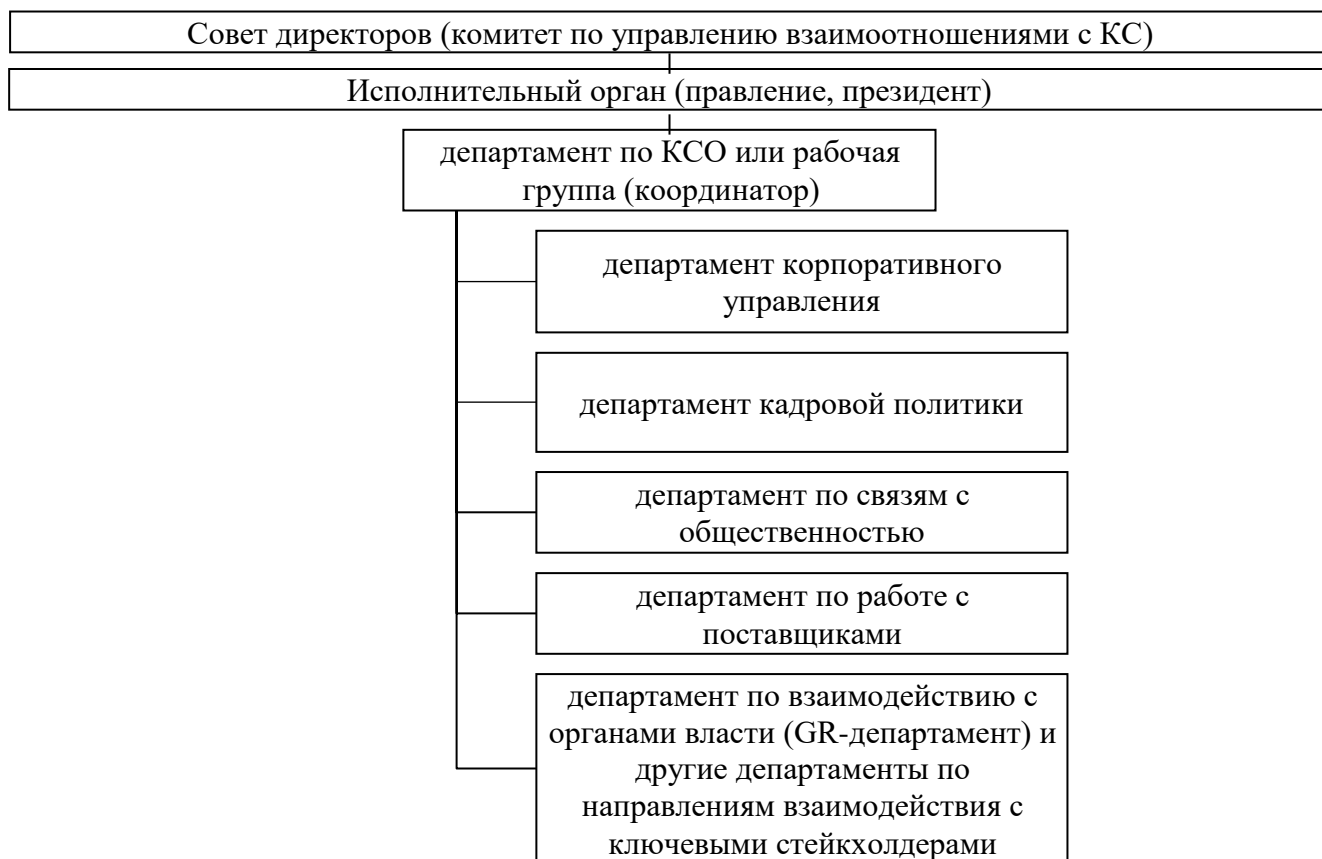 Совет директоров (комитет по управлению взаимоотношениями с КС)
Исполнительный орган (правление, президент)
департамент по КСО или рабочая
группа (координатор)
департамент корпоративного
управления
департамент кадровой политики
департамент по связям с
общественностью
департамент по работе с
поставщиками
департамент по взаимодействию с
органами власти (GR-департамент) и
другие департаменты по
направлениям взаимодействия с
ключевыми стейкхолдерами